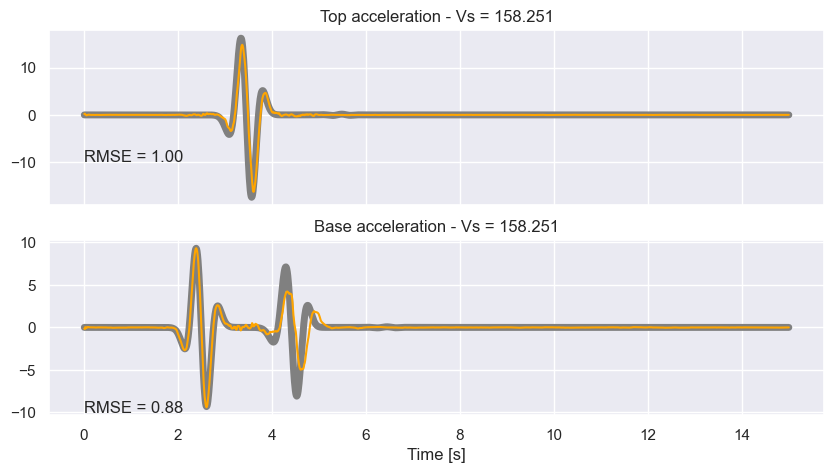 Top acceleration - Vs = 158.251
10
0
−10
RMSE = 1.00
Base acceleration - Vs = 158.251
10
5
0
−5
−10
RMSE = 0.88
0 2 4 6 8 10 12 14
Time [s]